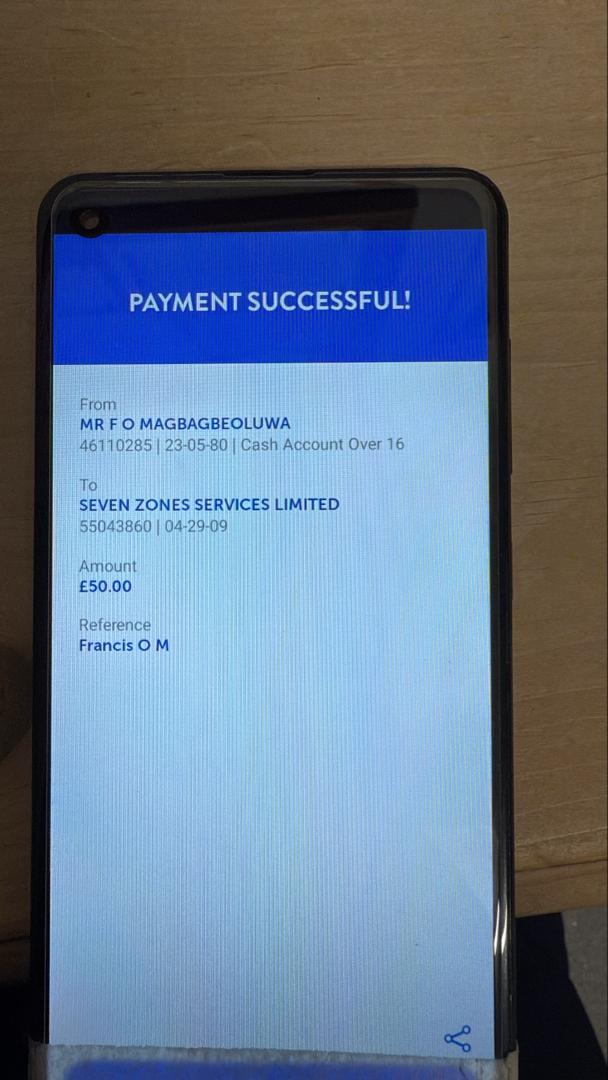 PAYMENT SUCCESSFUL!
From
MR F O MAGBAGBEOLUWA
46110285 | 23-05-80 | Cash Account Over 16
To
SEVEN ZONES SERVICES LIMITED
55043860 | 04-29-09
Amount
£50.00
Reference
Francis O M